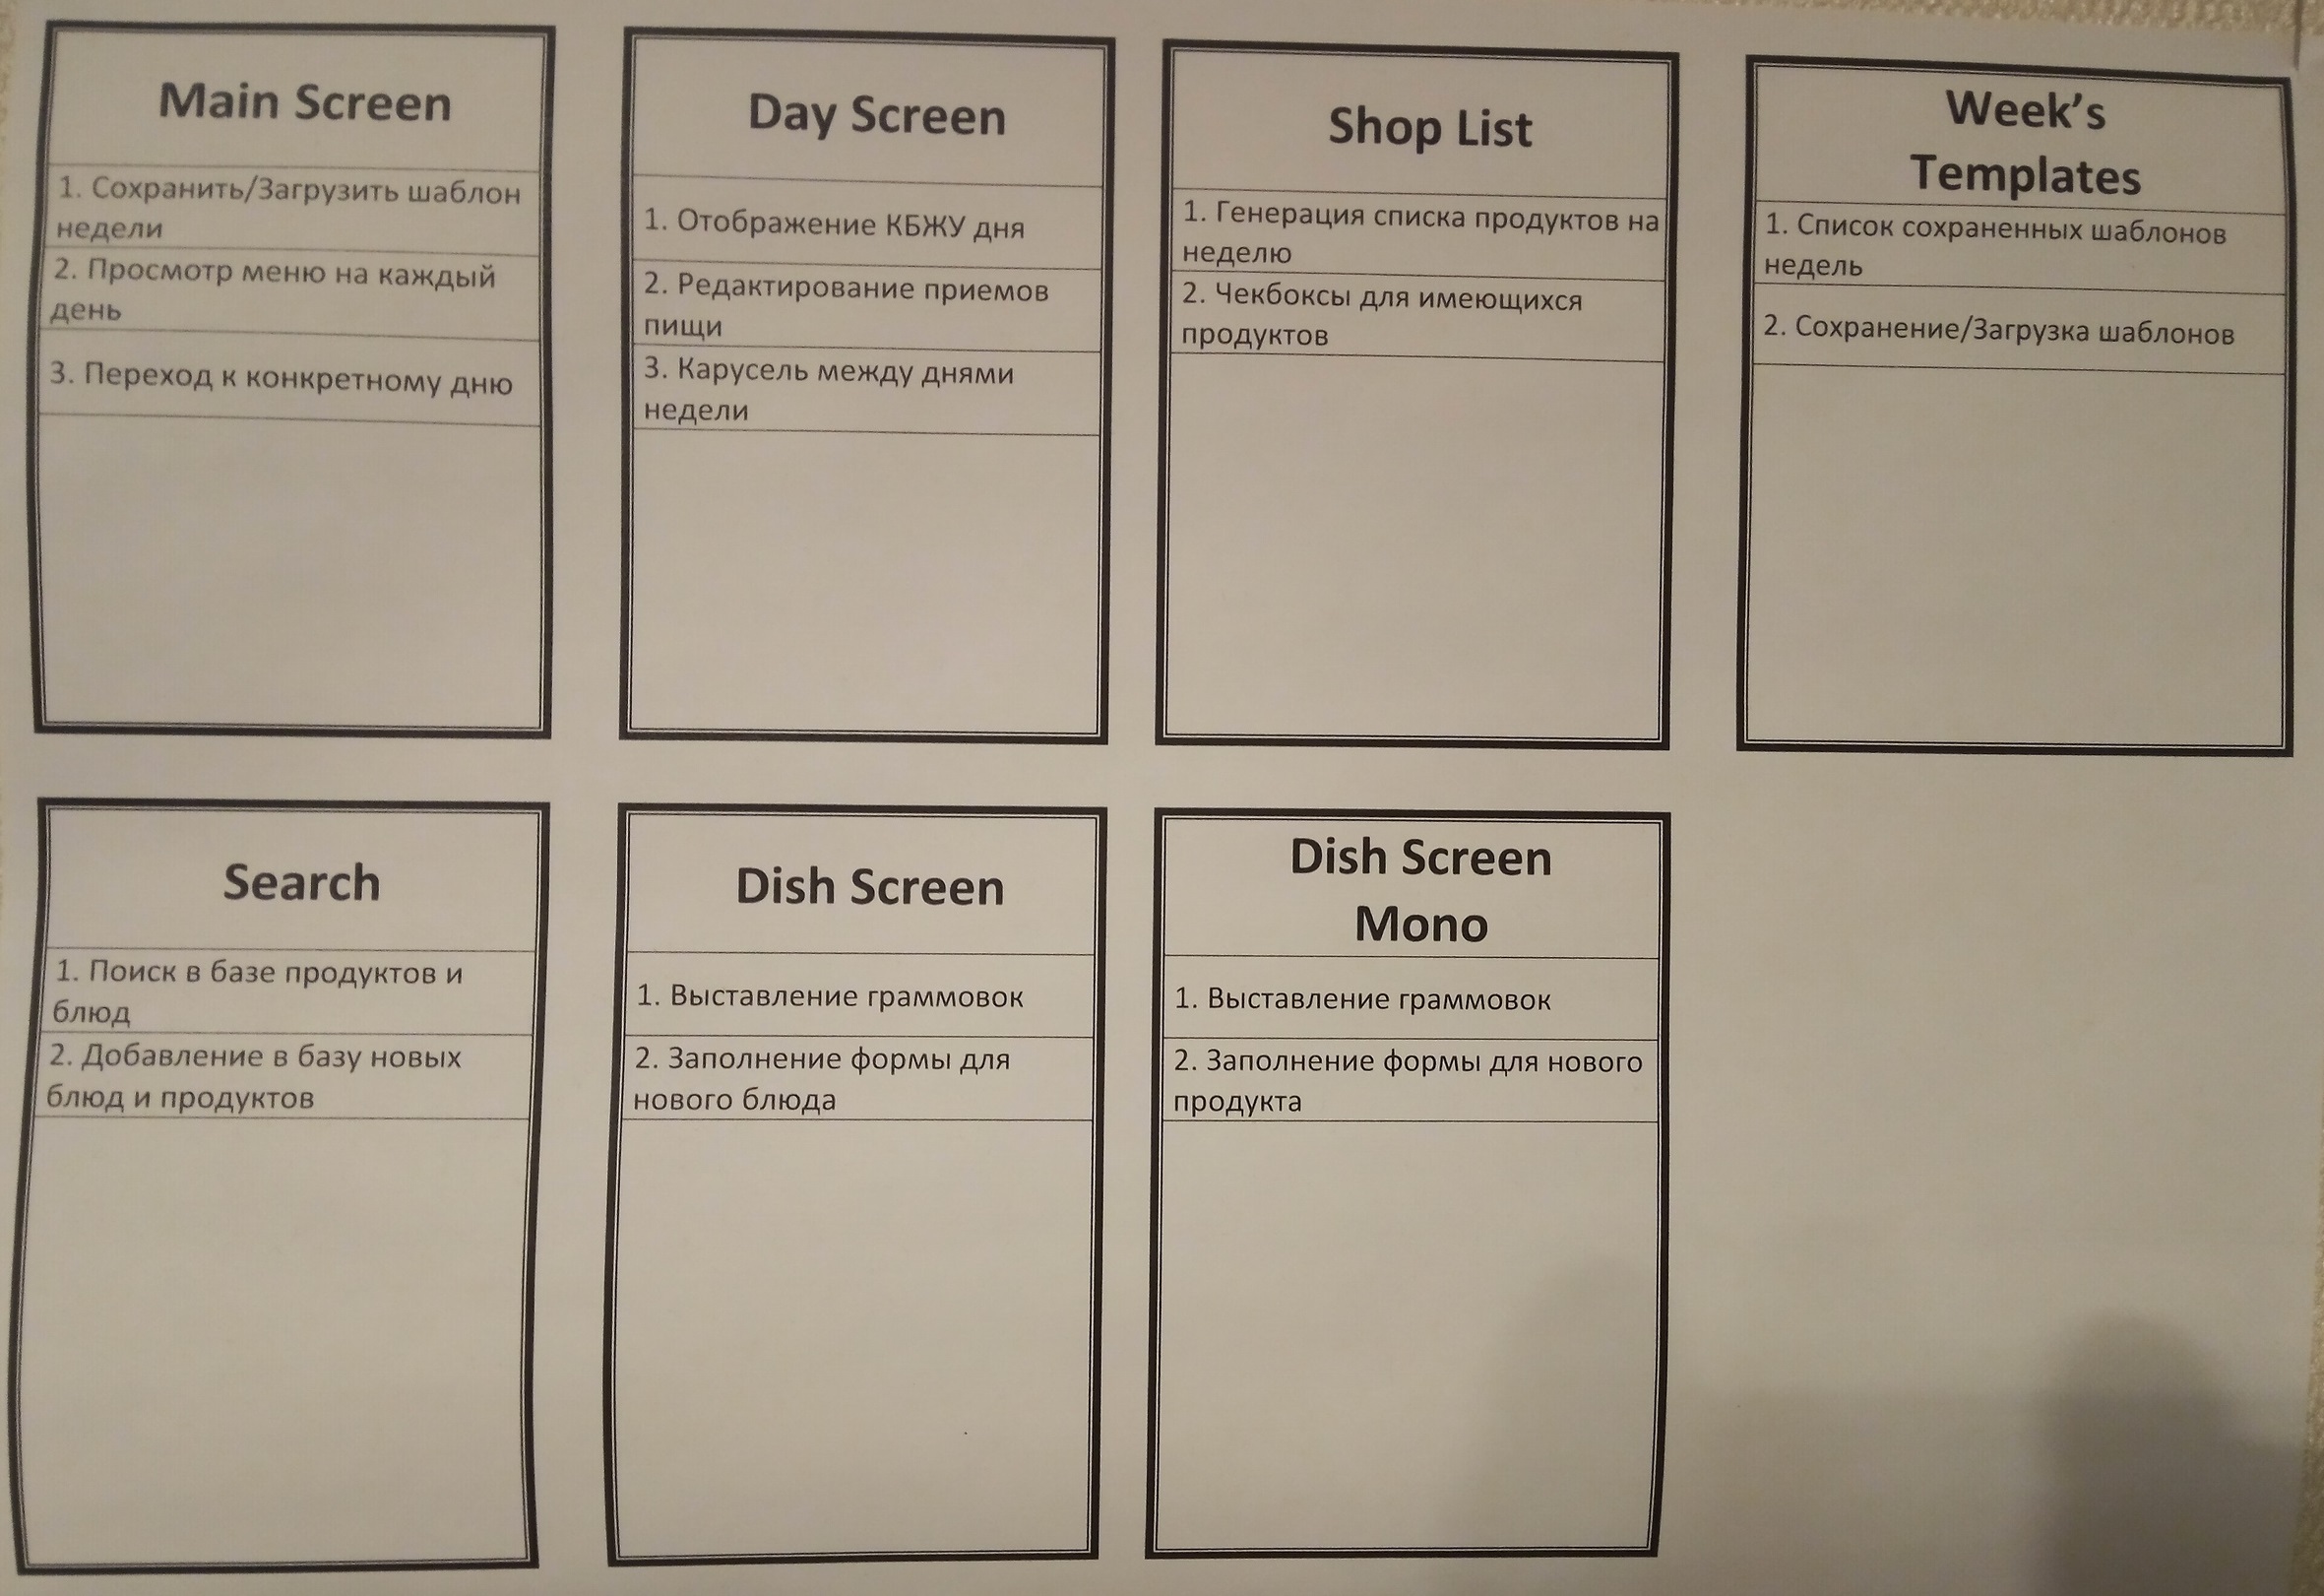 Main Screen
1. Сохранить/Загрузить шаблон
недели
2. Просмотр меню на каждый
день
3. Переход к конкретному дню
Day Screen
1. Отображение КБЖУ дня
2. Редактирование приемов
пищи
3. Карусель между днями
недели
Shop List
1. Генерация списка продуктов на
неделю
2. Чекбоксы для имеющихся
продуктов
Week’s
Templates
1. Список сохраненных шаблонов
недель
2. Сохранение/Загрузка шаблонов
Search
1. Поиск в базе продуктов и
блюд
2. Добавление в базу новых
блюд и продуктов
Dish Screen
1. Выставление граммовок
2. Заполнение формы для
нового блюда
Dish Screen
Mono
1. Выставление граммовок
2. Заполнение формы для нового
продукта